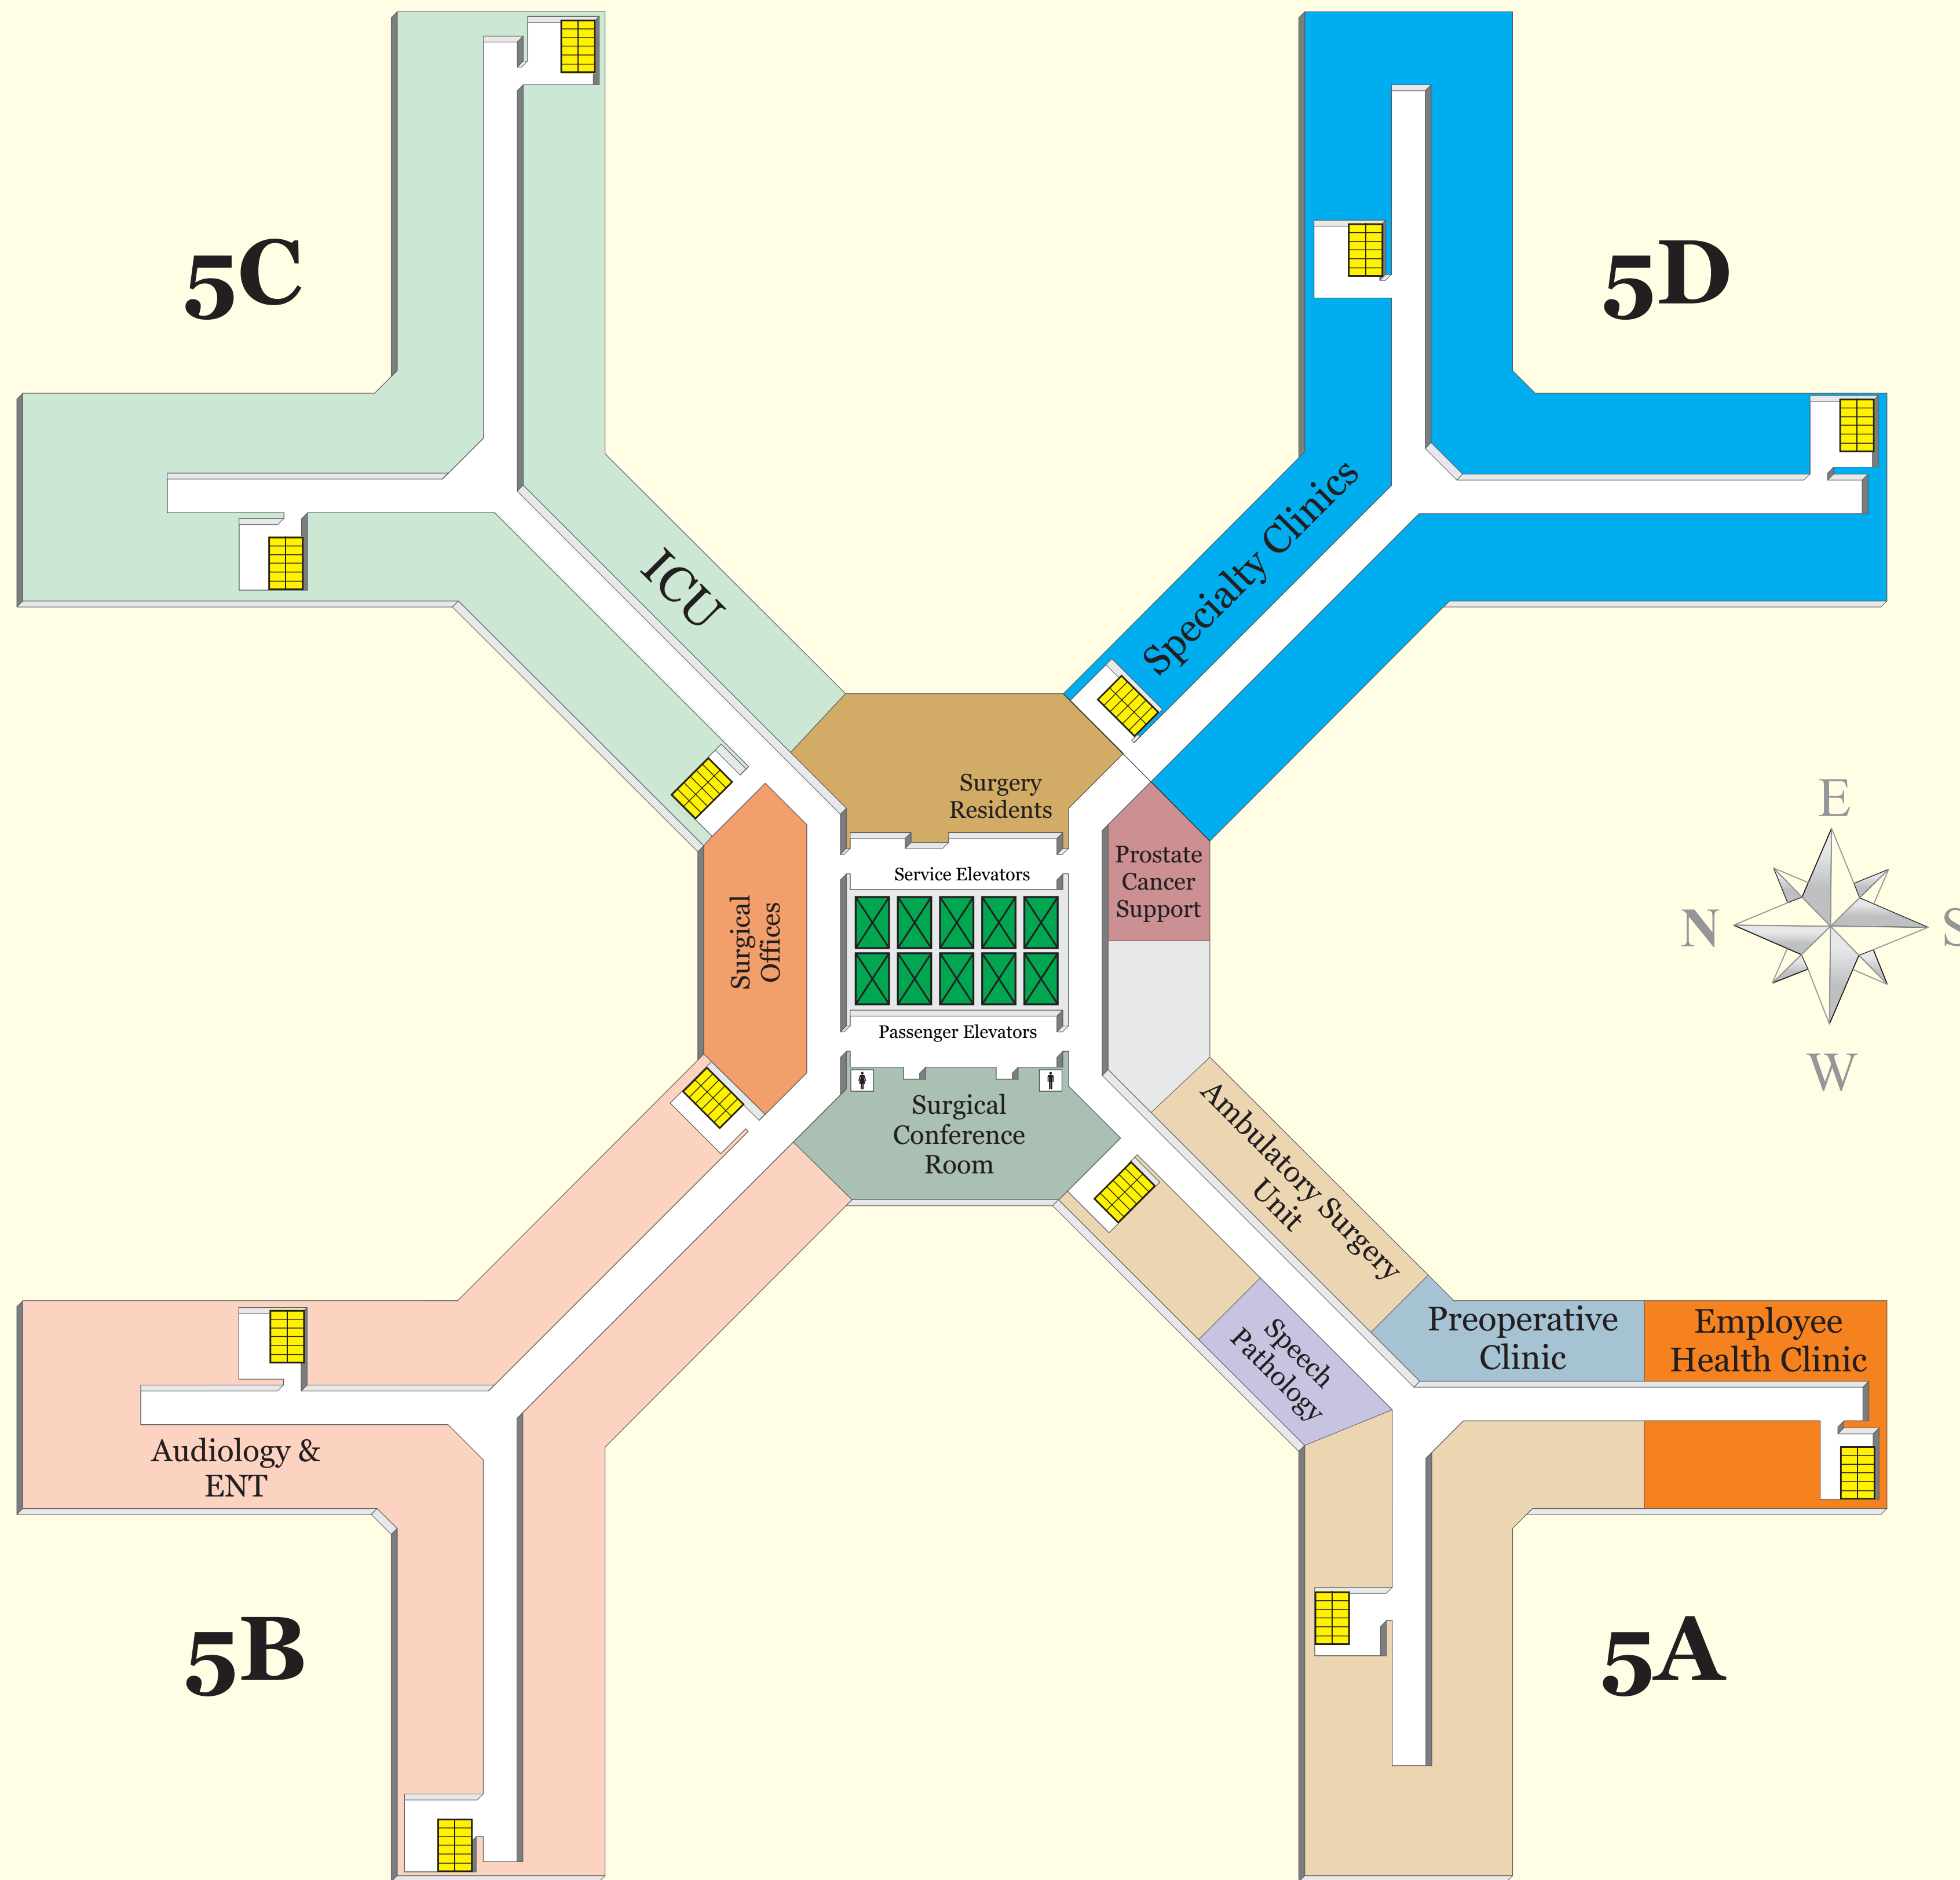 5C
5D
ICU
Specialty Clinics
Surgery
Residents
Prostate
Cancer
Support
Service Elevators
Surgical
Offices
Passenger Elevators
E
N
S
W
Surgical
Conference
Room
Ambulatory Surgery
Unit
Speech
Pathology
Preoperative
Clinic
Employee
Health Clinic
Audiology &
ENT
5B
5A